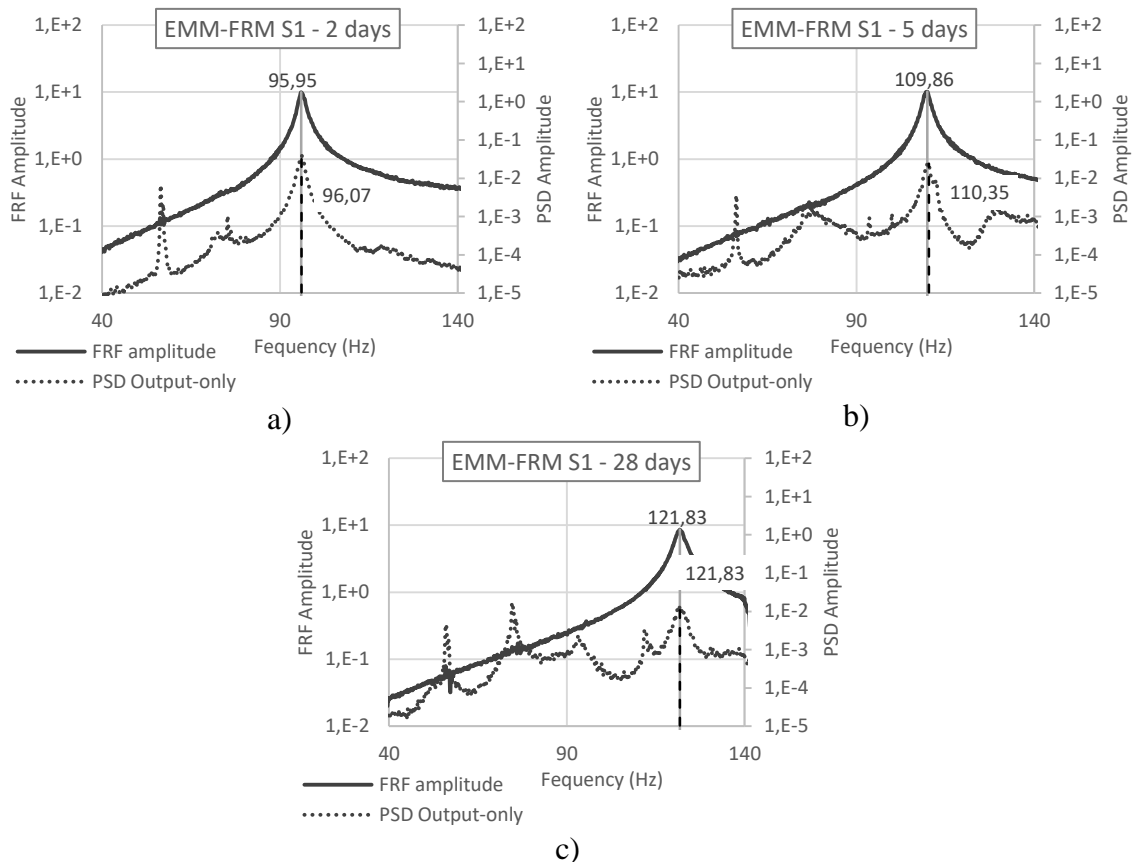 EMM-FRM S1 - 2 days
1,E+2
1,E+1
1,E+0
1,E-1
1,E-2
FRF Amplitude
95,95
96,07
1,E+2
1,E+1
1,E+0
1,E-1
1,E-2
1,E-3
1,E-4
1,E-5
PSD Amplitude
40
90
140
Fequency (Hz)
FRF amplitude
PSD Output-only
a)
EMM-FRM S1 - 5 days
1,E+2
1,E+1
1,E+0
1,E-1
1,E-2
FRF Amplitude
109,86
110,35
1,E+2
1,E+1
1,E+0
1,E-1
1,E-2
1,E-3
1,E-4
1,E-5
PSD Amplitude
40
90
140
Fequency (Hz)
FRF amplitude
PSD Output-only
b)
EMM-FRM S1 - 28 days
1,E+2
1,E+1
1,E+0
1,E-1
1,E-2
FRF Amplitude
121,83
121,83
1,E+2
1,E+1
1,E+0
1,E-1
1,E-2
1,E-3
1,E-4
1,E-5
PSD Amplitude
40
90
140
Fequency (Hz)
FRF amplitude
PSD Output-only
c)